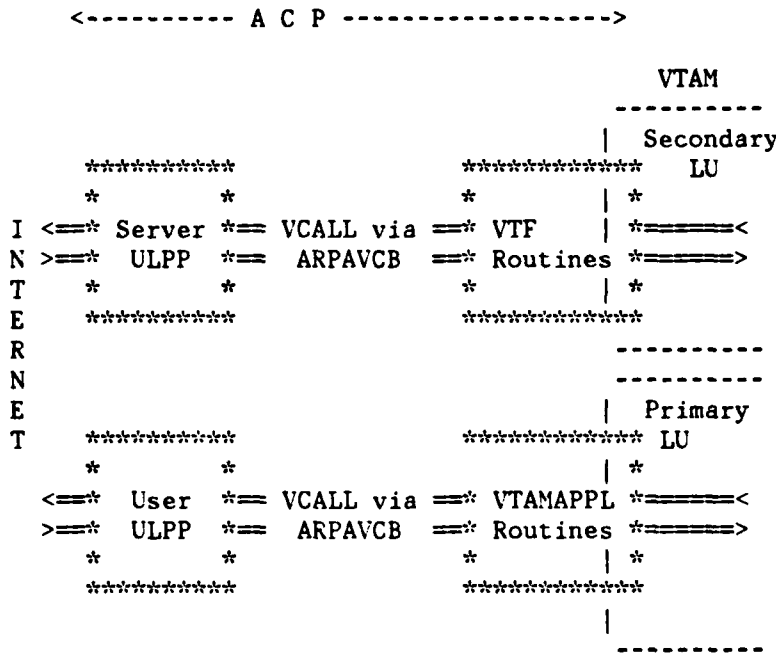 <---------- A C P ------------------>
VTAM
Secondary
LU
I <==* Server *== VCALL via ==* VTF | *======<
N >==* ULPP *== ARPAVCB ==* Routines *======>
T
E
R
N
E Primary
T LU
<==* User *== VCALL via ==* VTAMAPPL *======<
>==* ULPP *== ARPAVCB ==* Routines *======>